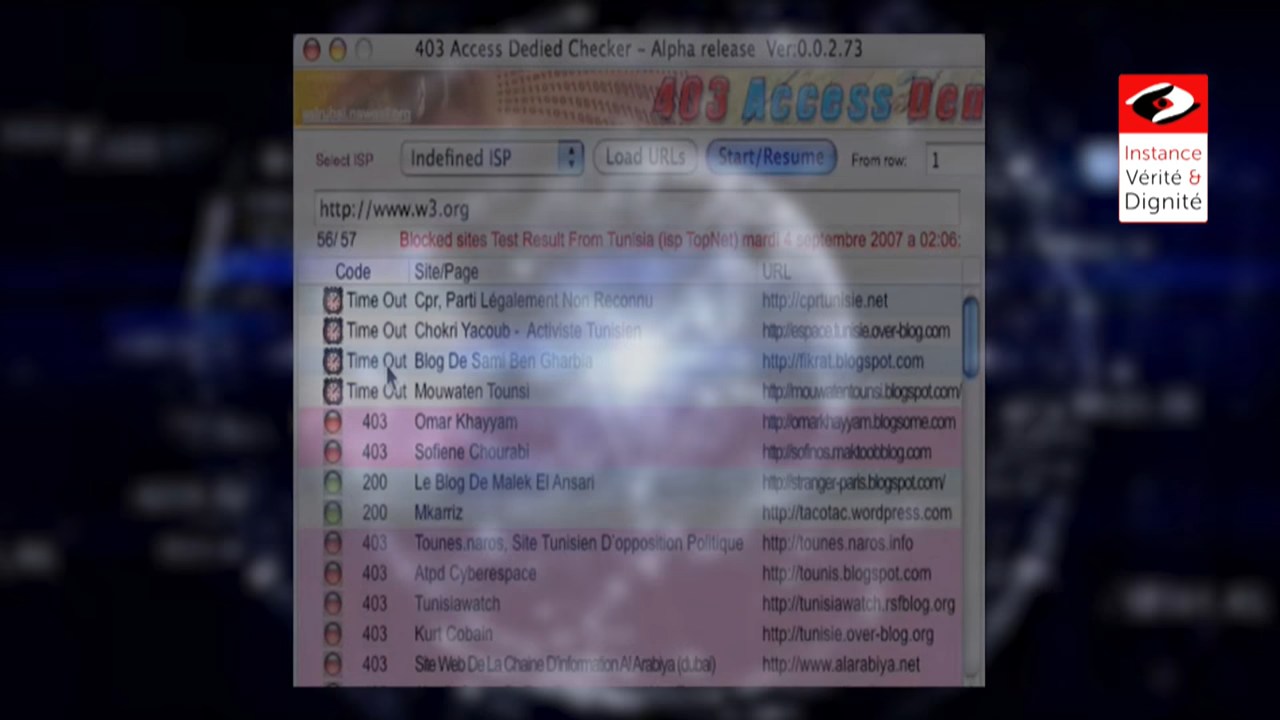 403 Access Dedied Checker – Alpha release Ver:0.0.2.73
403 Access Den
Select ISP Indefined ISP Load URLs Start/Resume From row: 1
http://www.w3.org
56/57 Blocked sites Test Result From Tunisia (isp TopNet) mardi 4 septembre 2007 a 02:06:
Code Site/Page URL
Time Out Cpr, Parti Légalement Non Reconnu http://cprtunisie.net
Time Out Chokri Yacoub - Activiste Tunisien http://espace.tunisie.over-blog.com
Time Out Blog De Sami Ben Gharbia http://fikrat.blogspot.com
Time Out Mouwaten Tounsi http://mouwatentounsi.blogspot.com/
403 Omar Khayyam http://omarkhayyam.blogsome.com
403 Sofiene Chourabi http://sofinos.maktoobblog.com
200 Le Blog De Malek El Ansari http://stranger-paris.blogspot.com/
200 Mkarriz http://tacotac.wordpress.com
403 Tounes.naros, Site Tunisien D'opposition Politique http://tounes.naros.info
403 Atpd Cyberespace http://tounis.blogspot.com
403 Tunisiawatch http://tunisiawatch.rsfblog.org
403 Kurt Cobain http://tunisie.over-blog.org
403 Site Web De La Chaine D'information Al Arabiya (dubai) http://www.alarabiya.net
Instance
Vérité &
Dignité